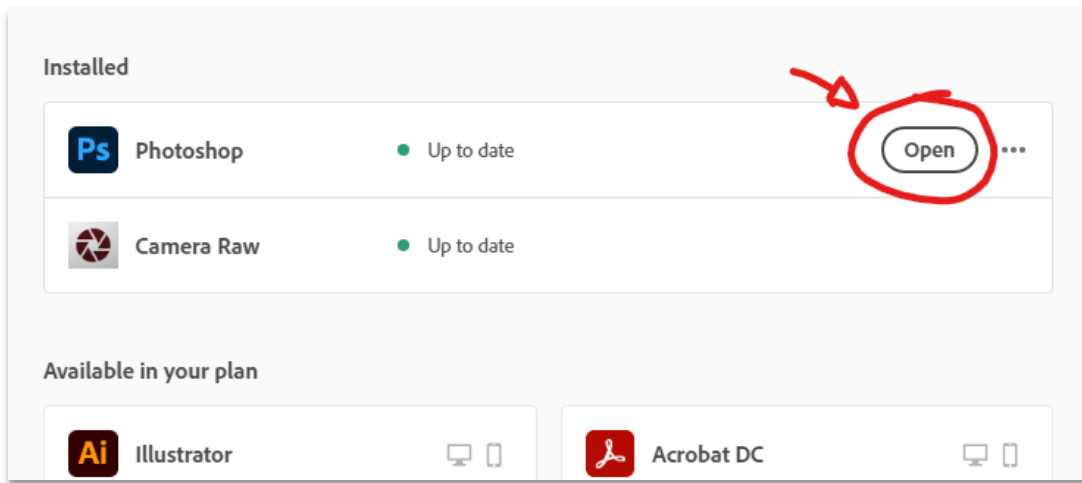 Installed
Ps Photoshop Up to date Open
Camera Raw Up to date
Available in your plan
Ai Illustrator Acrobat DC